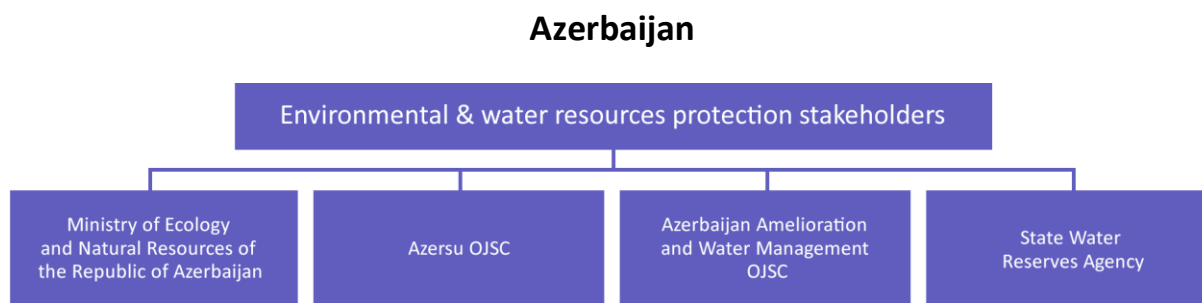 Azerbaijan
Environmental & water resources protection stakeholders
Ministry of Ecology
and Natural Resources of
the Republic of Azerbaijan
Azersu OJSC
Azerbaijan Amelioration
and Water Management
OJSC
State Water
Reserves Agency